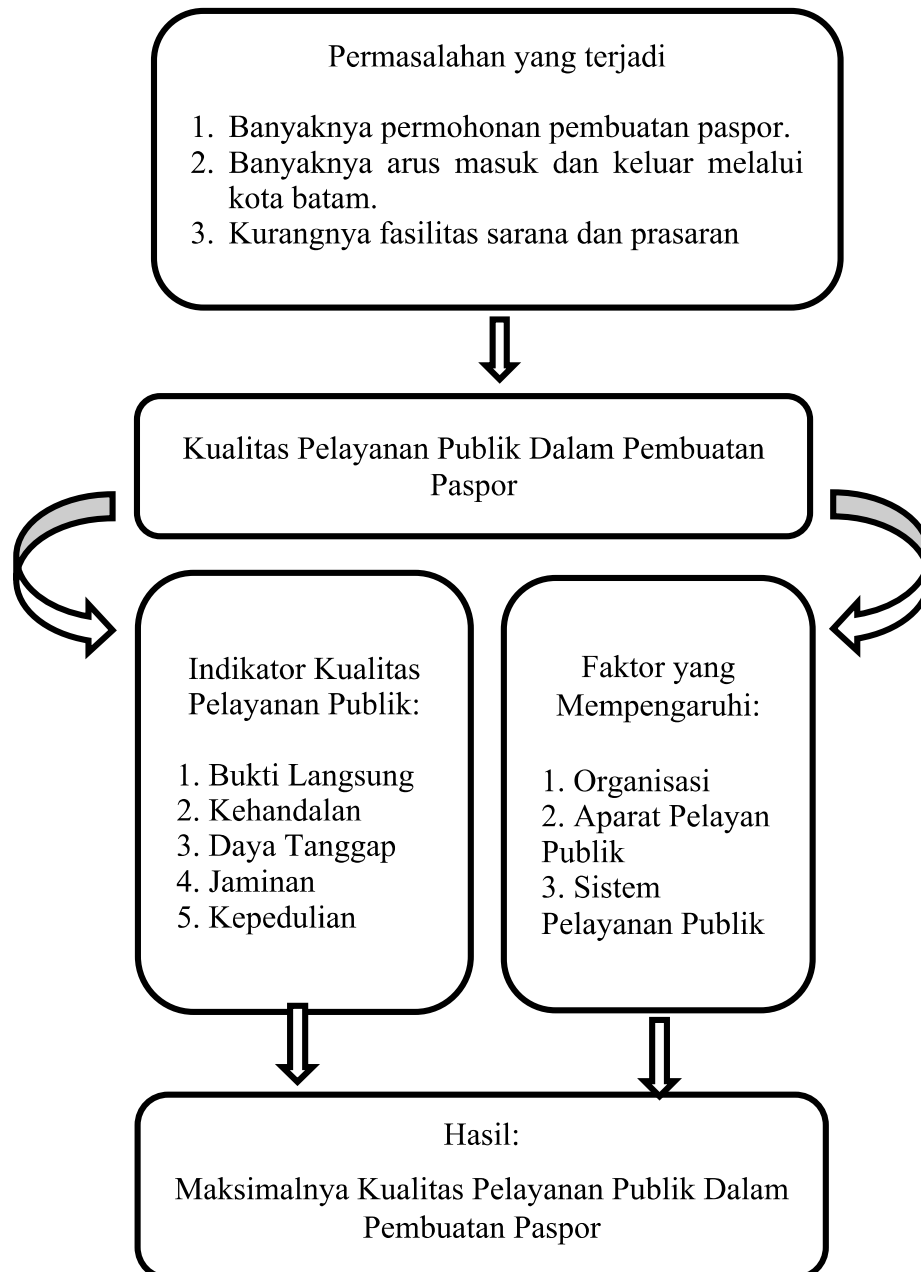 Permasalahan yang terjadi
1. Banyaknya permohonan pembuatan paspor.
2. Banyaknya arus masuk dan keluar melalui
kota batam.
3. Kurangnya fasilitas sarana dan prasaran
Kualitas Pelayanan Publik Dalam Pembuatan
Paspor
Indikator Kualitas
Pelayanan Publik:
1. Bukti Langsung
2. Kehandalan
3. Daya Tanggap
4. Jaminan
5. Kepedulian
Faktor yang
Mempengaruhi:
1. Organisasi
2. Aparat Pelayan
Publik
3. Sistem
Pelayanan Publik
Hasil:
Maksimalnya Kualitas Pelayanan Publik Dalam
Pembuatan Paspor